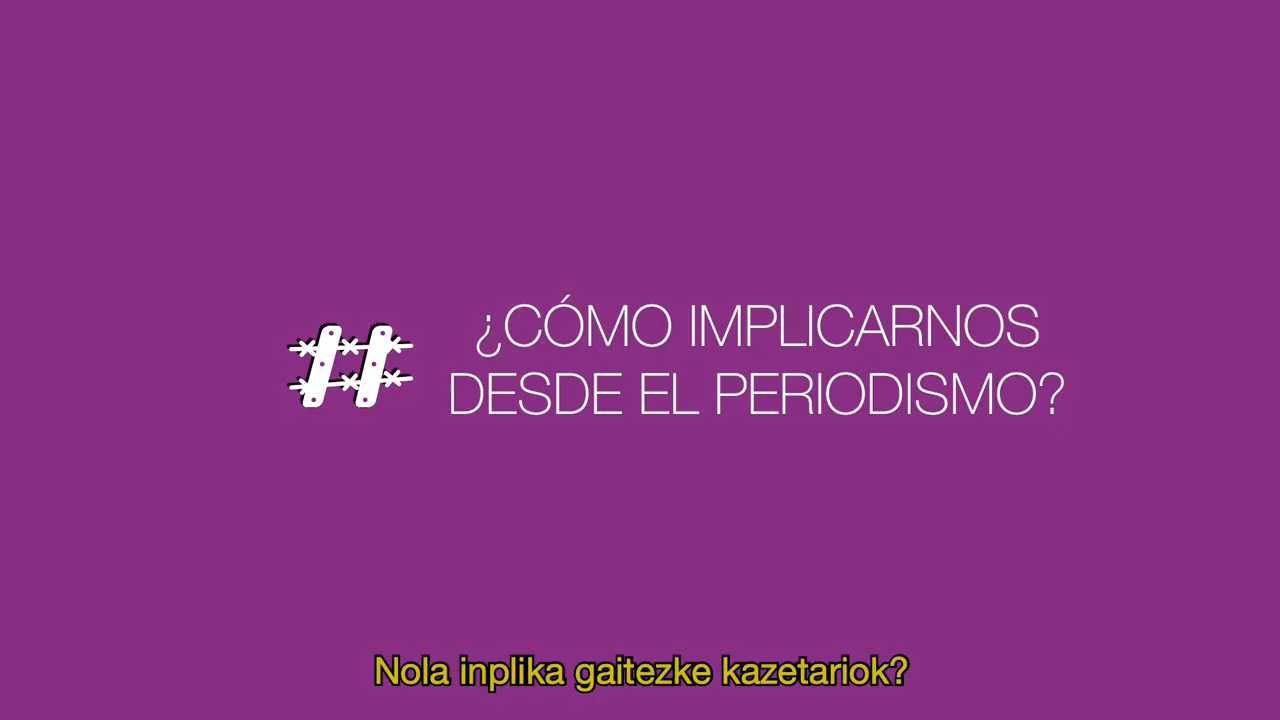 #
¿CÓMO IMPLICARNOS
DESDE EL PERIODISMO?
Nola inplika gaitezke kazetariok?